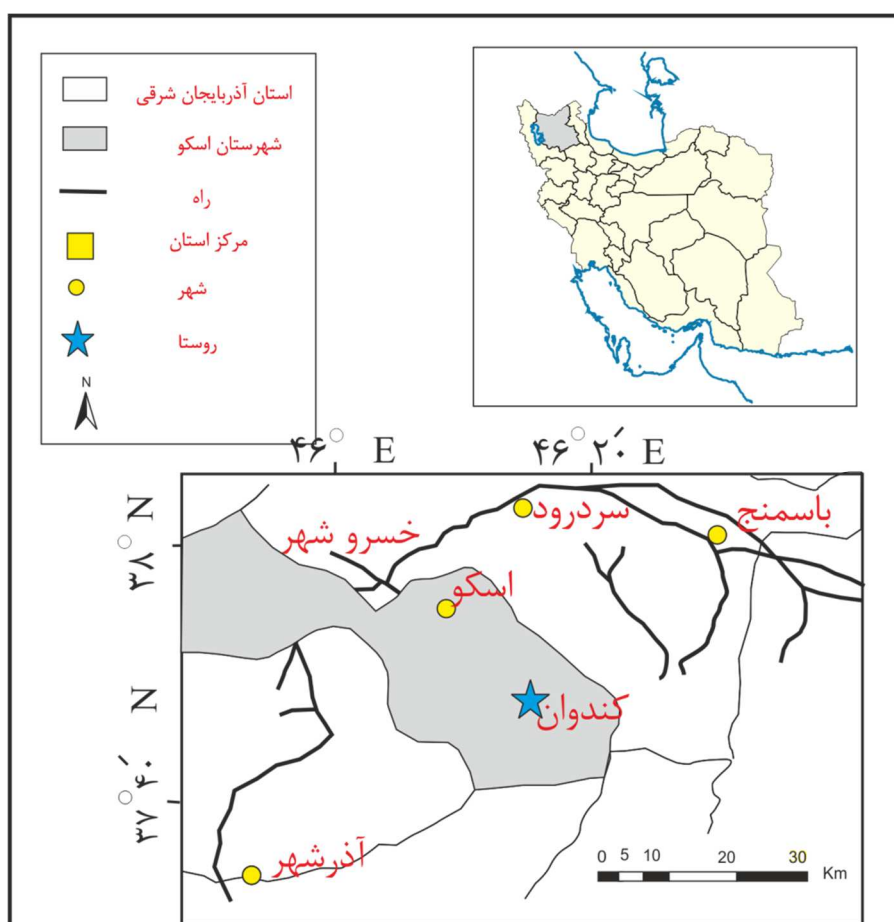 استان آذربایجان شرقی
شهرستان اسکو
راه
مرکز استان
شهر
روستا
N
۴۶° E
۴۶° ۲۰´ E
۳۸° N
۳۷° ۴۰´ N
باسمنج
سردرود
خسرو شهر
اسکو
کندوان
آذرشهر
0 5 10 20 30 Km